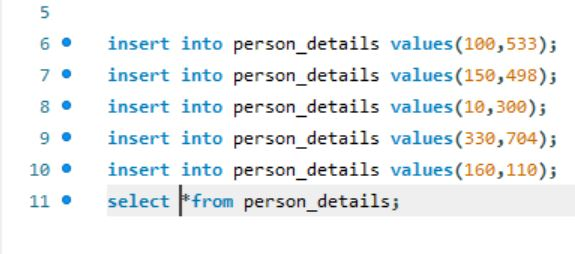 5
6 insert into person_details values(100,533);
7 insert into person_details values(150,498);
8 insert into person_details values(10,300);
9 insert into person_details values(330,704);
10 insert into person_details values(160,110);
11 select *from person_details;